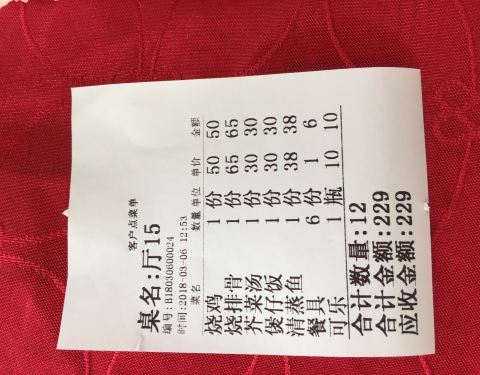 客户点菜单
桌名:厅15
编号:B18030600024
时间:2018-03-06 12:53
菜名 数量 单位 单价 金额
烧鸡 1 份 50 50
烧排骨 1 份 65 65
芥菜汤 1 份 30 30
煲仔饭 1 份 30 30
清蒸鱼 1 份 38 38
餐具 6 份 1 6
可乐 1 瓶 10 10
合计数量:12
合计金额:229
应收金额:229